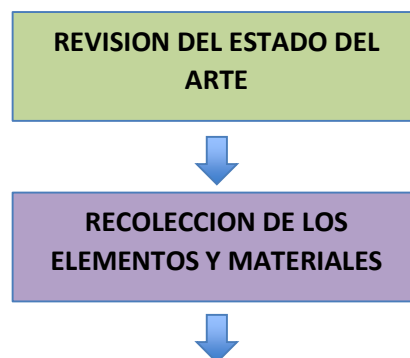 REVISION DEL ESTADO DEL
ARTE
RECOLECCION DE LOS
ELEMENTOS Y MATERIALES